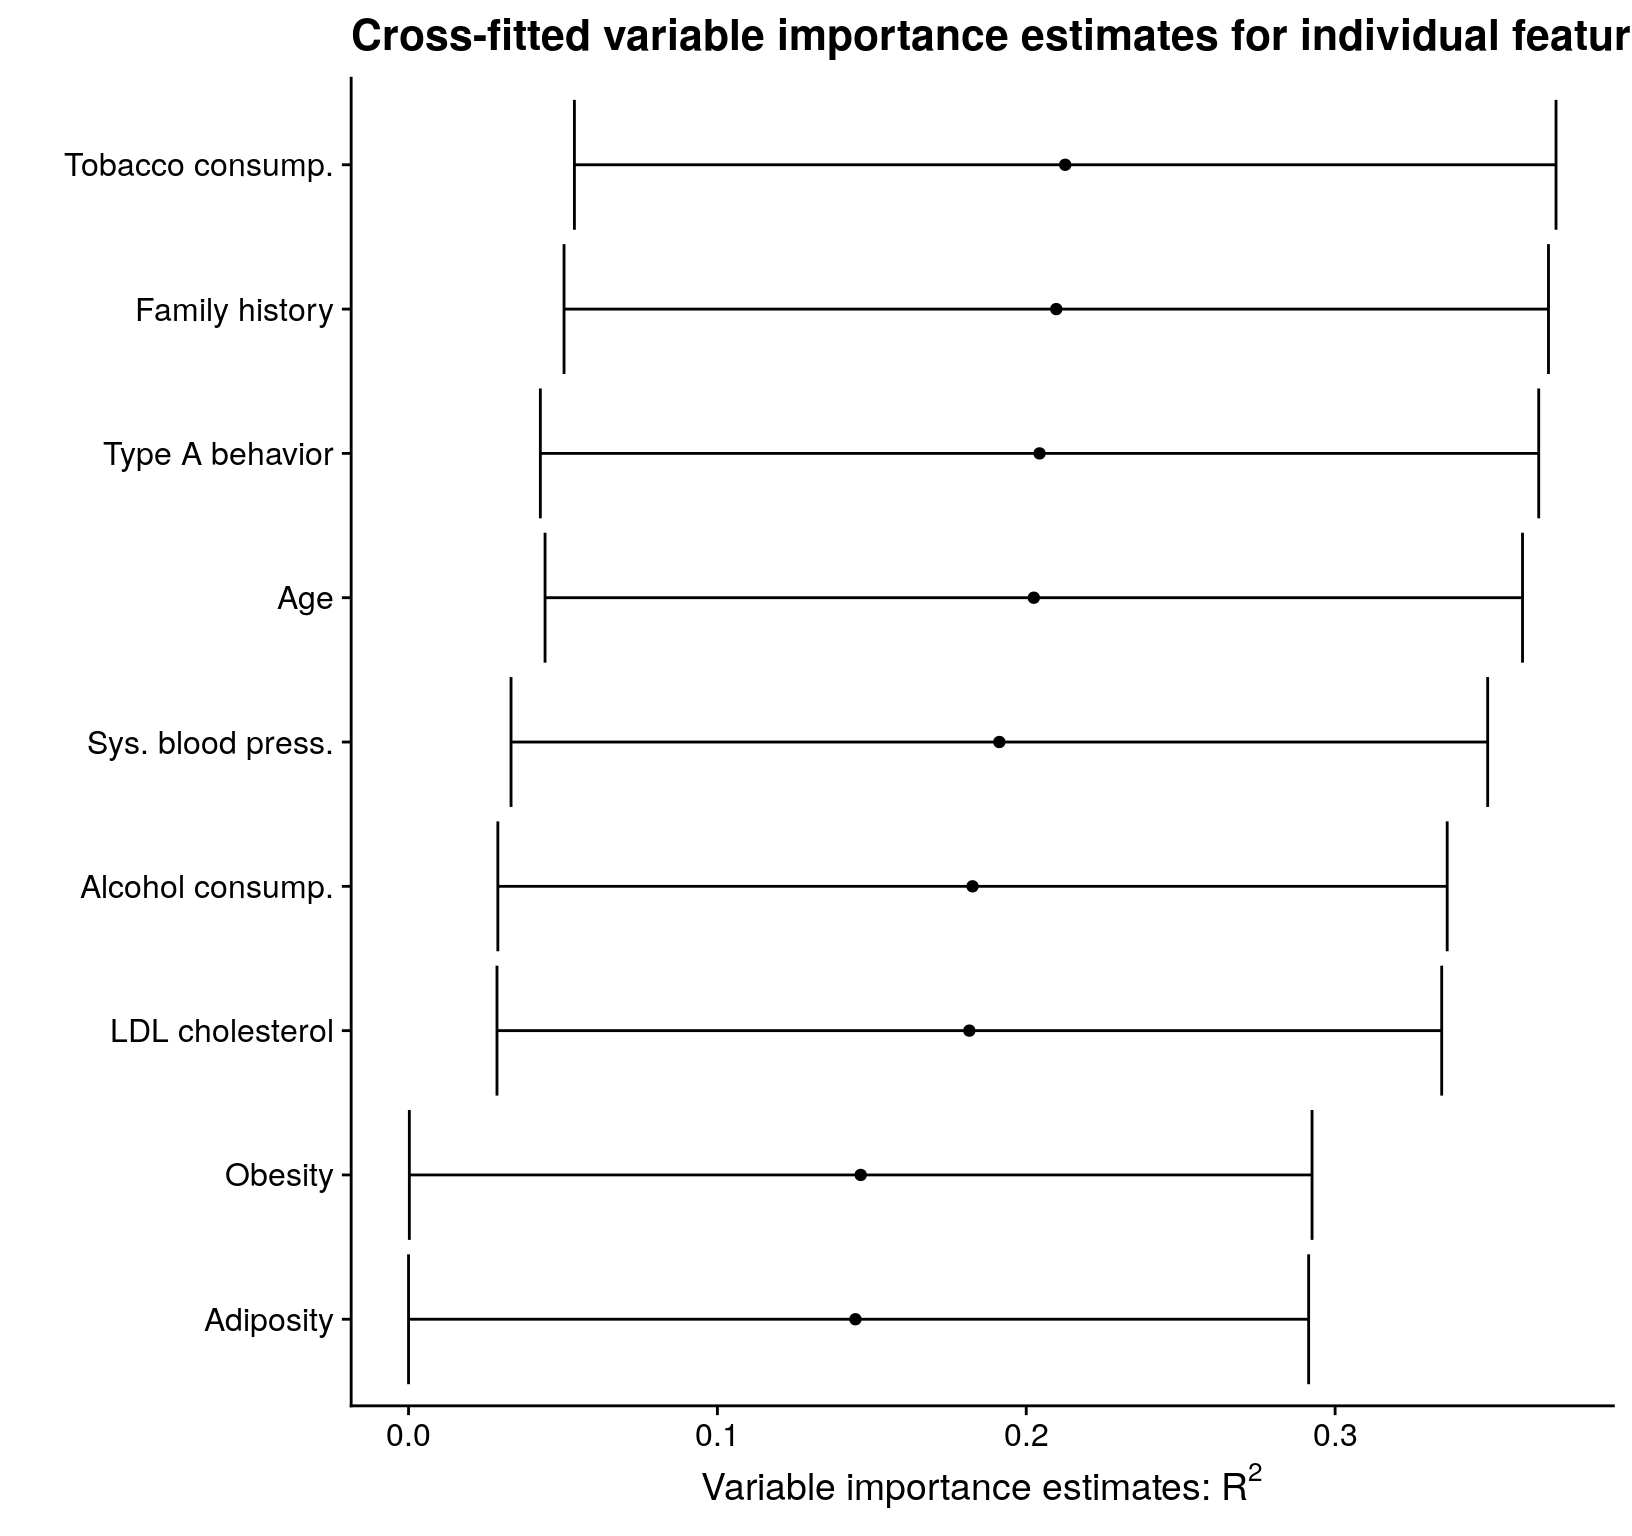 Cross-fitted variable importance estimates for individual featur
Tobacco consump.
Family history
Type A behavior
Age
Sys. blood press.
Alcohol consump.
LDL cholesterol
Obesity
Adiposity
0.0 0.1 0.2 0.3
Variable importance estimates: R²